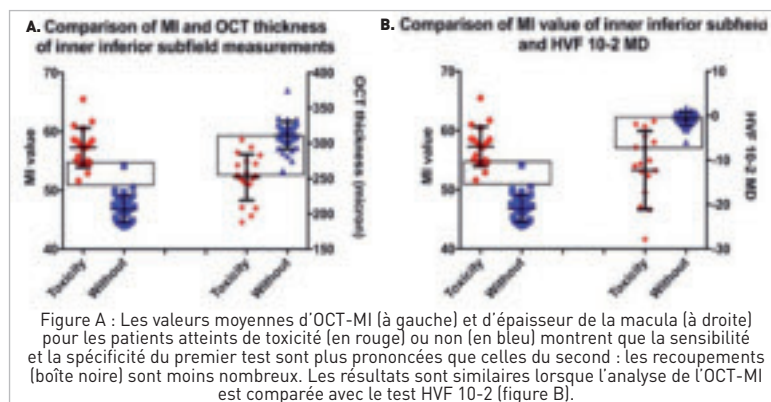 A. Comparison of MI and OCT thickness
of inner inferior subfield measurements
70
60
50
40
MI value
400
350
300
250
200
150
OCT thickness (micron)
Toxicity
Without
Toxicity
Without
B. Comparison of MI value of inner inferior subfield
and HVF 10-2 MD
70
60
50
40
MI value
10
0
-10
-20
-30
HVF 10-2 MD
Toxicity
Without
Toxicity
Without
Figure A : Les valeurs moyennes d’OCT-MI (à gauche) et d’épaisseur de la macula (à droite)
pour les patients atteints de toxicité (en rouge) ou non (en bleu) montrent que la sensibilité
et la spécificité du premier test sont plus prononcées que celles du second : les recoupements
(boîte noire) sont moins nombreux. Les résultats sont similaires lorsque l’analyse de l’OCT-MI
est comparée avec le test HVF 10-2 (figure B).